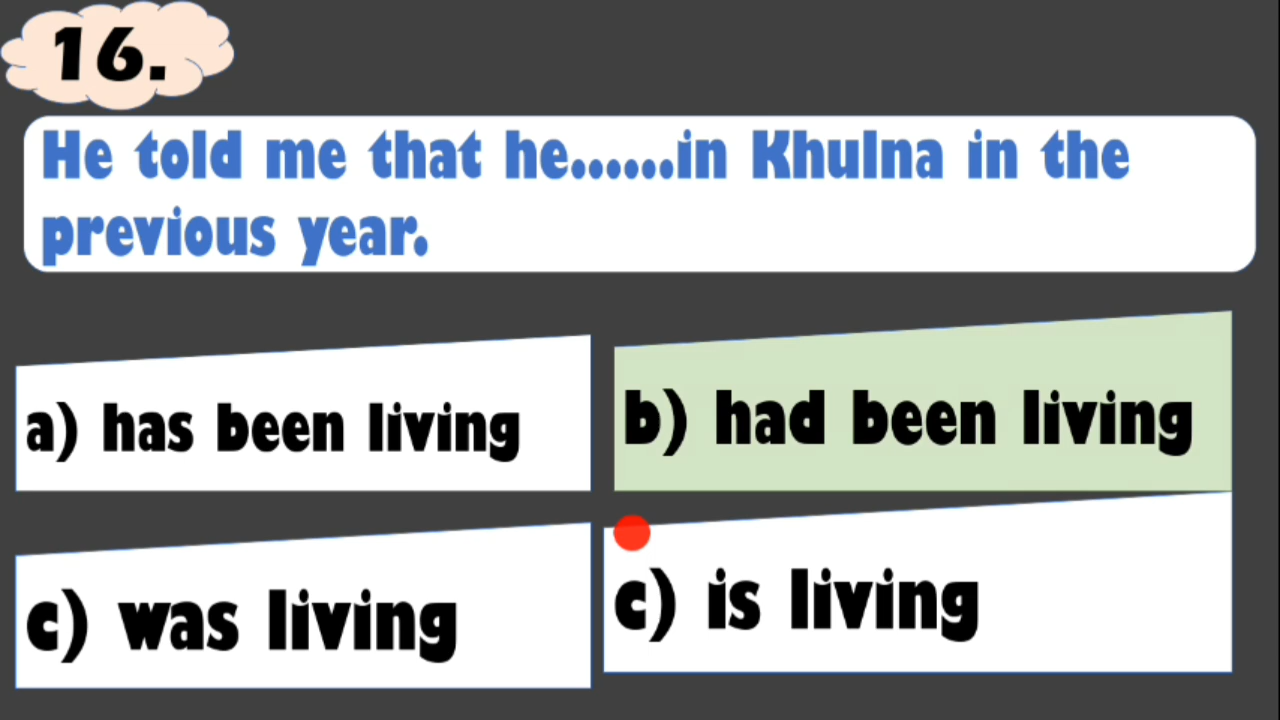 16.
He told me that he......in Khulna in the
previous year.
a) has been living
b) had been living
c) was living
c) is living